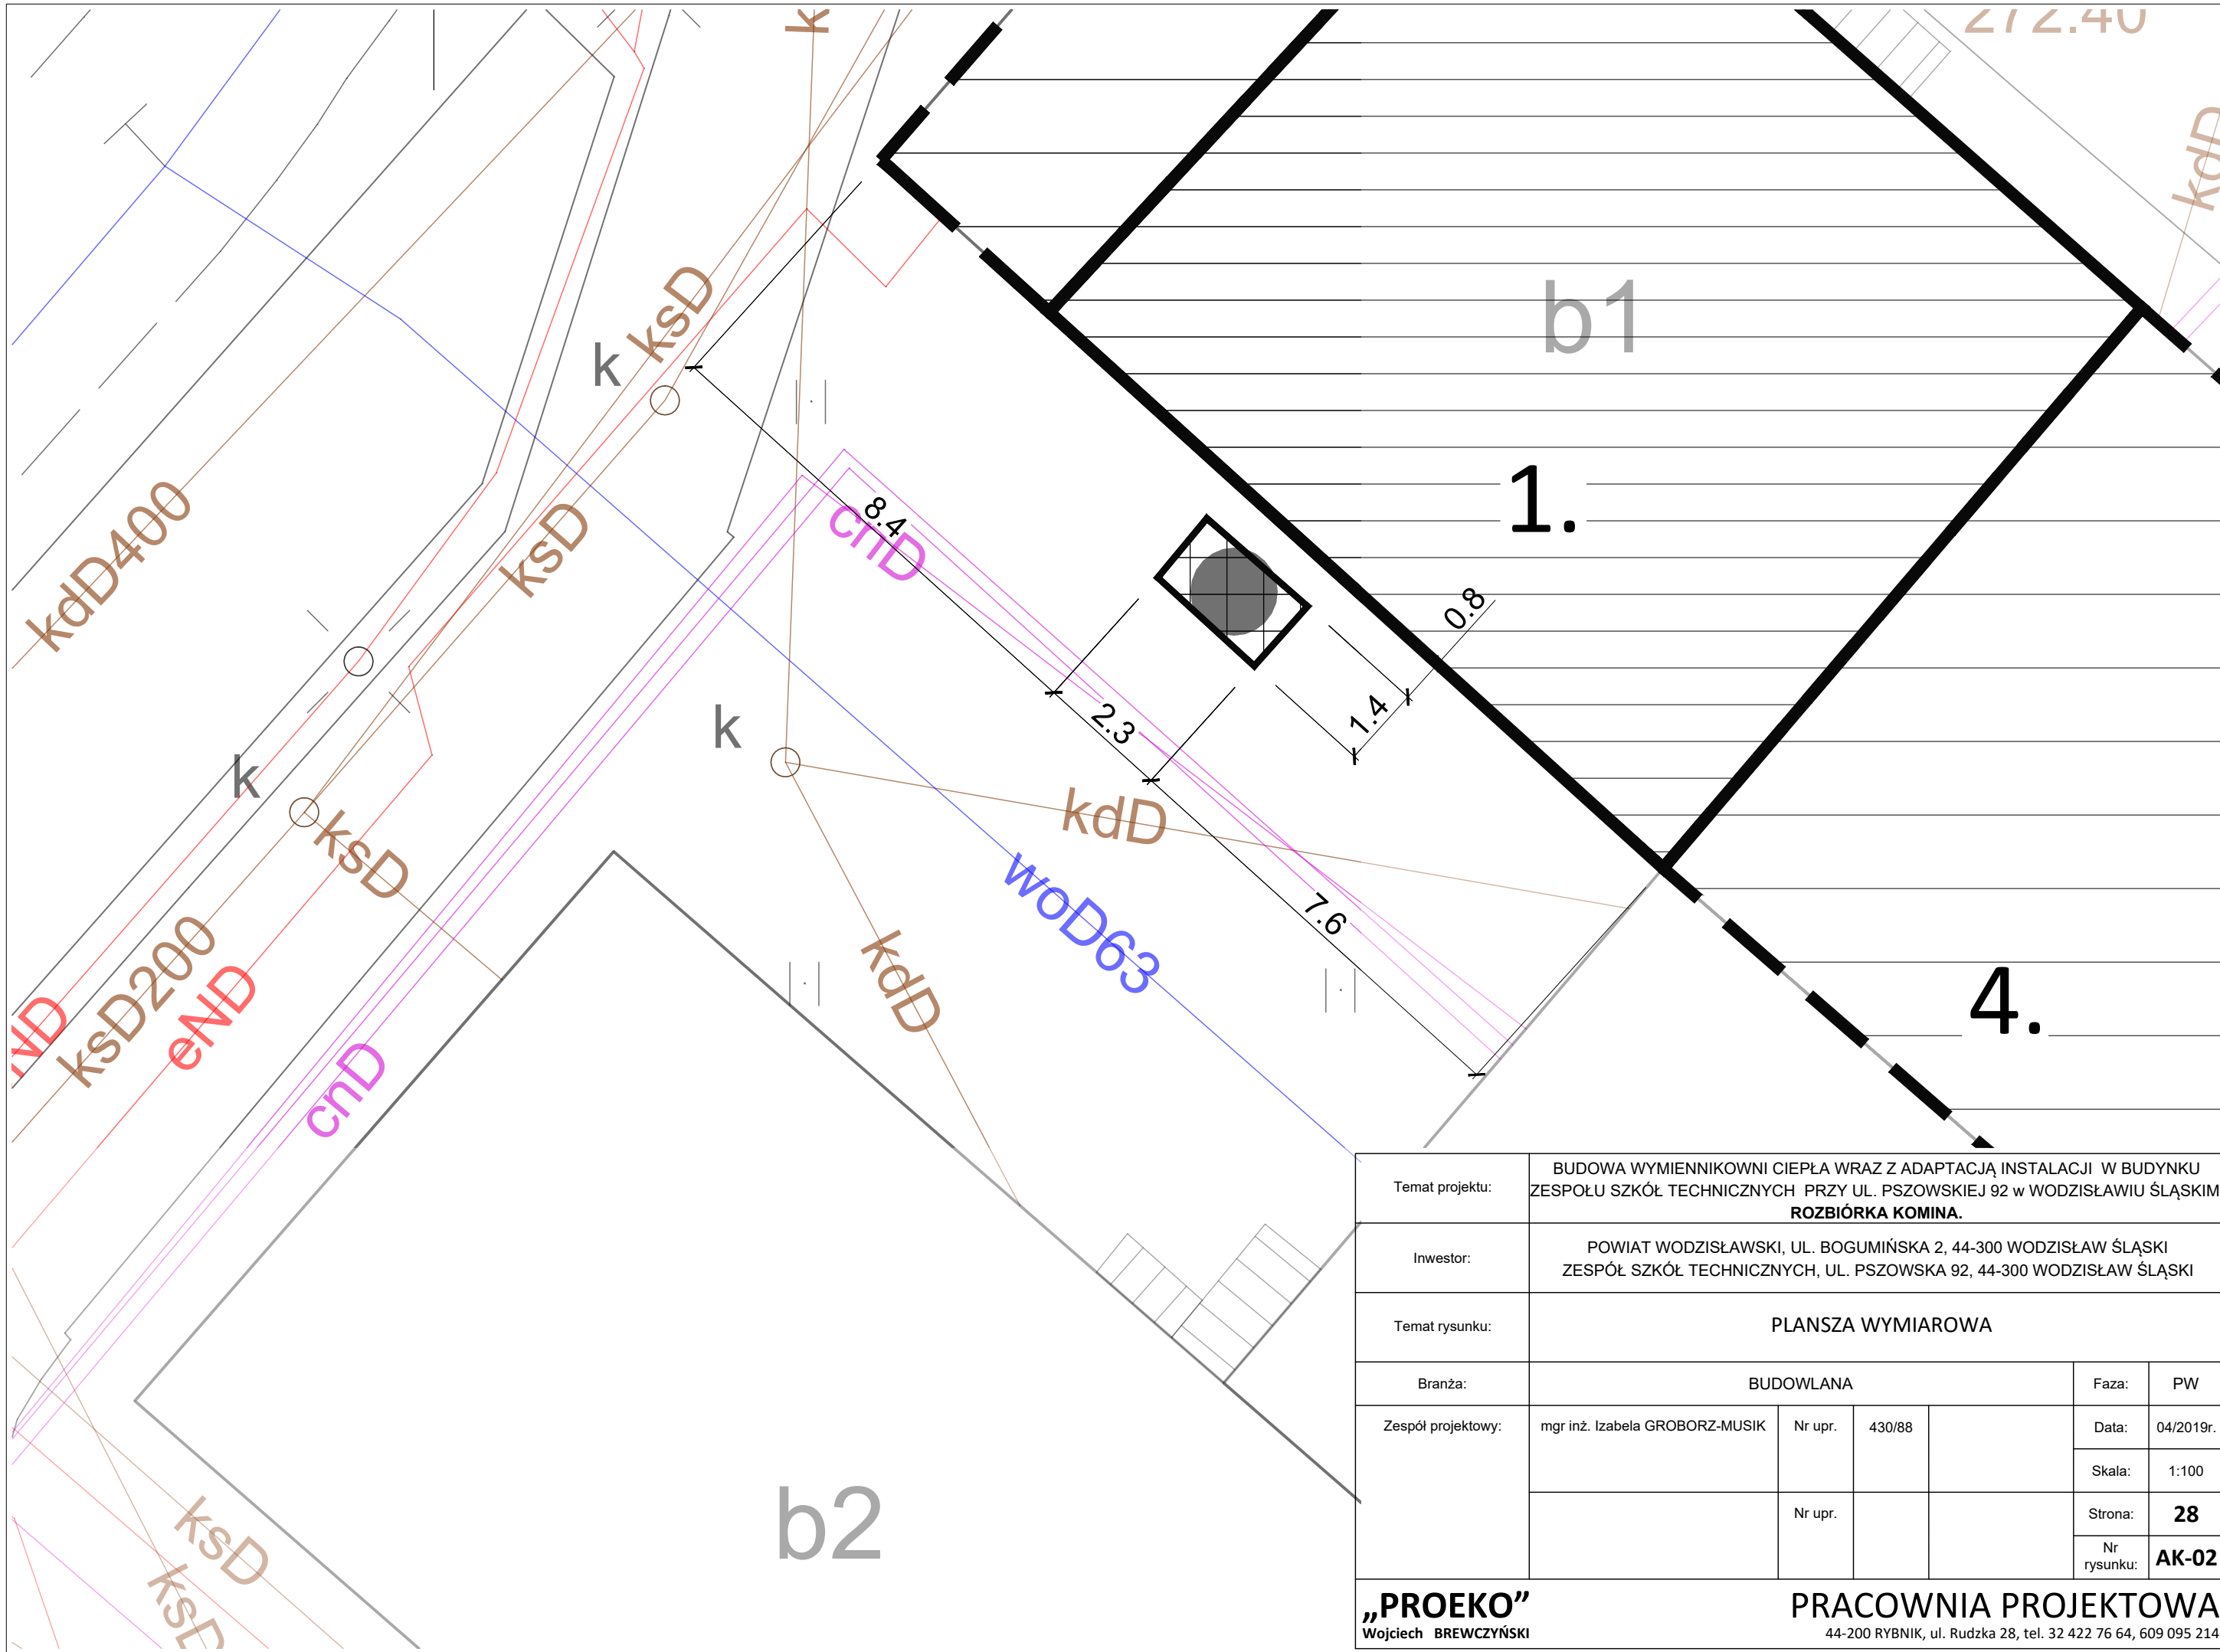 k
272.40
kdD
b1
ksD
k
1.
kdD400
ksD
8.4
cnD
0.8
1.4
2.3
k
k
kdD
ksD
woD63
7.6
kdD
ksD200
eND
cnD
4.
b2
ksD
ksD
Temat projektu:
BUDOWA WYMIENNIKOWNI CIEPŁA WRAZ Z ADAPTACJĄ INSTALACJI W BUDYNKU
ZESPOŁU SZKÓŁ TECHNICZNYCH PRZY UL. PSZOWSKIEJ 92 w WODZISŁAWIU ŚLĄSKIM
ROZBIÓRKA KOMINA.
Inwestor:
POWIAT WODZISŁAWSKI, UL. BOGUMIŃSKA 2, 44-300 WODZISŁAW ŚLĄSKI
ZESPÓŁ SZKÓŁ TECHNICZNYCH, UL. PSZOWSKA 92, 44-300 WODZISŁAW ŚLĄSKI
Temat rysunku:
PLANSZA WYMIAROWA
Branża:
BUDOWLANA
Faza:
PW
Zespół projektowy:
mgr inż. Izabela GROBORZ-MUSIK
Nr upr.
430/88
Data:
04/2019r.
Skala:
1:100
Nr upr.
Strona:
28
Nr
rysunku:
AK-02
„PROEKO”
Wojciech BREWCZYŃSKI
PRACOWNIA PROJEKTOWA
44-200 RYBNIK, ul. Rudzka 28, tel. 32 422 76 64, 609 095 214